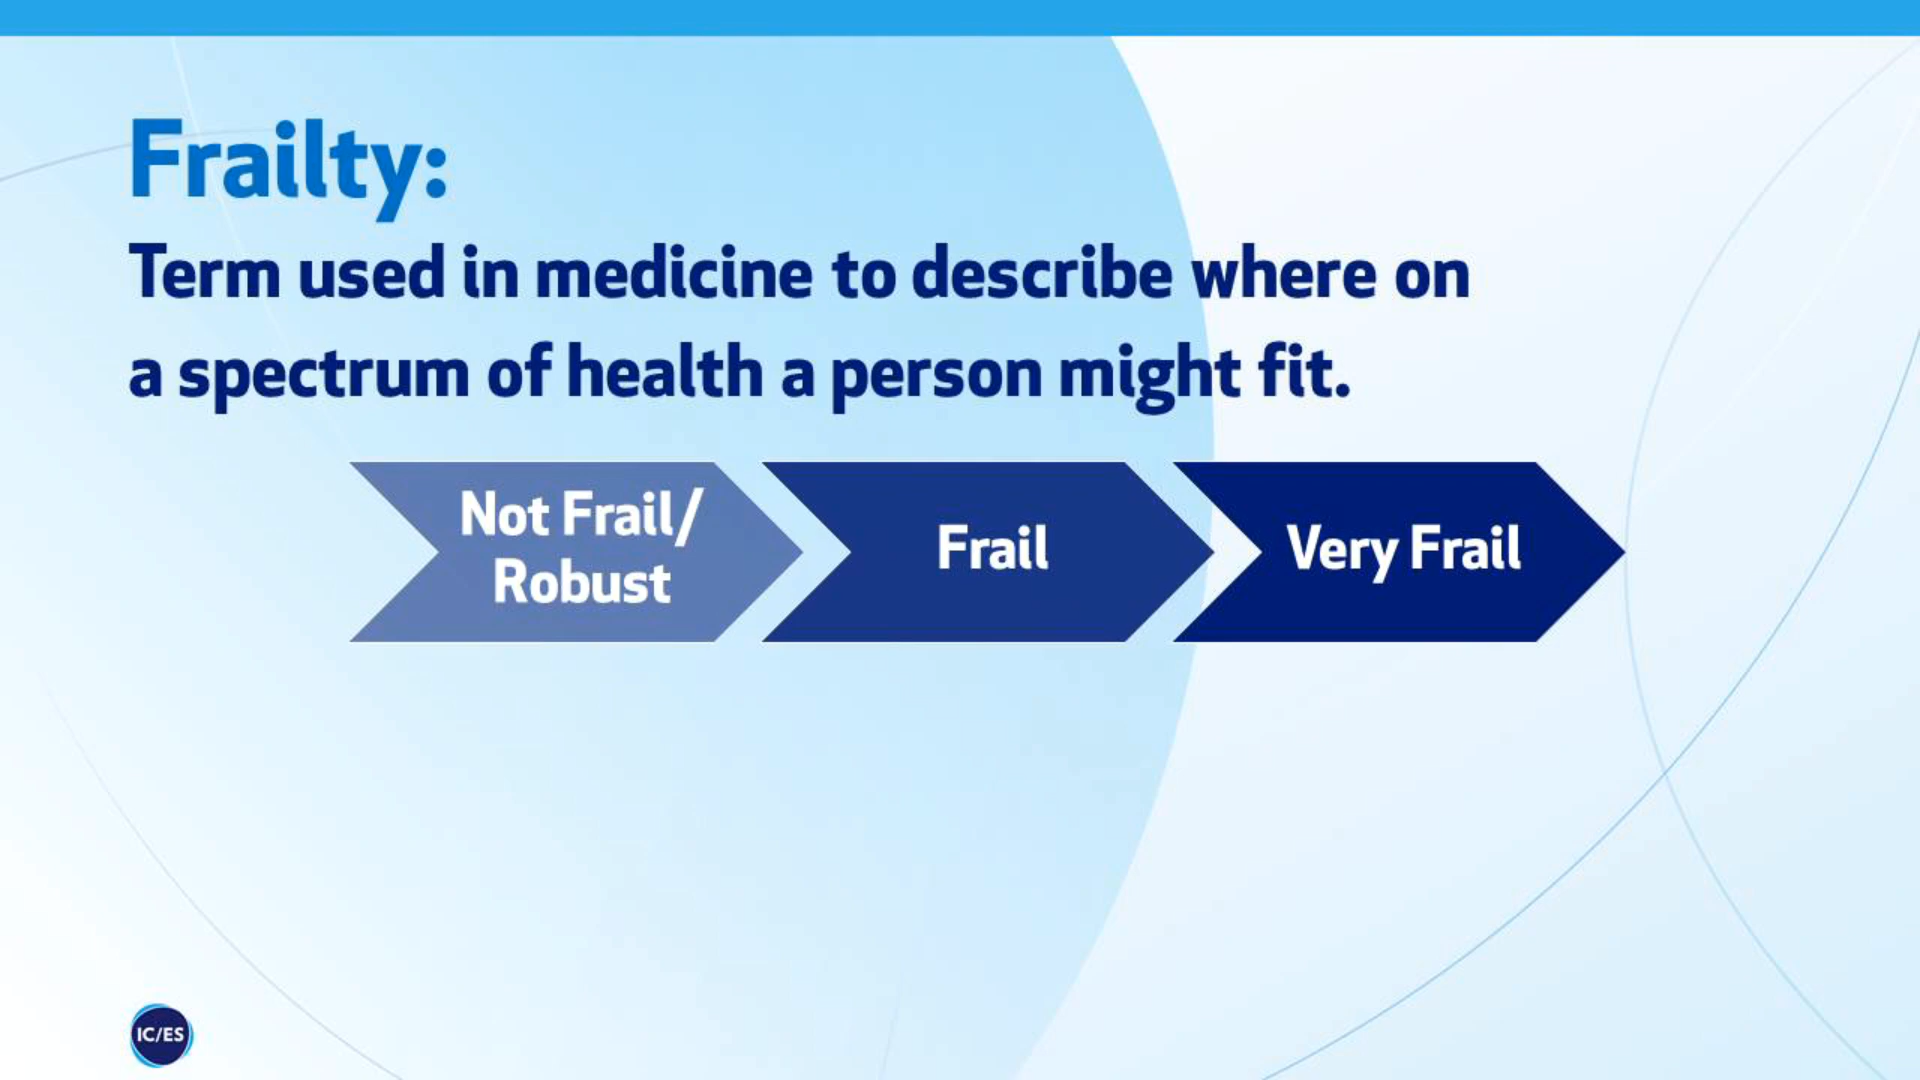 Frailty:
Term used in medicine to describe where on
a spectrum of health a person might fit.
Not Frail/
Robust
Frail
Very Frail
IC/ES